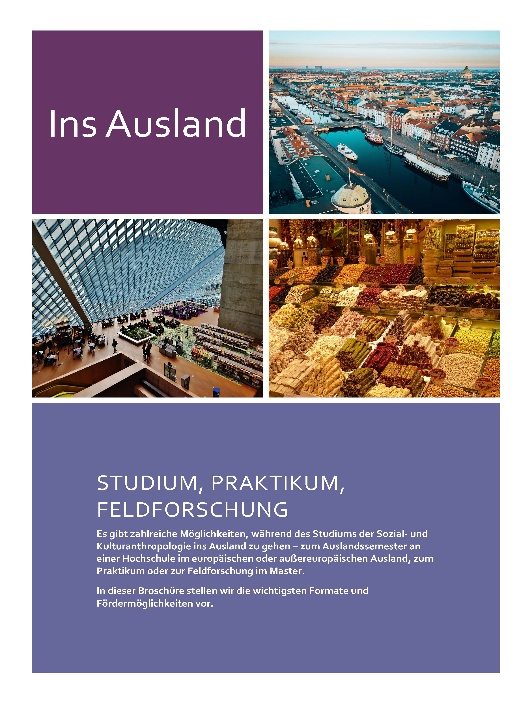 Ins Ausland
STUDIUM, PRAKTIKUM,
FELDFORSCHUNG
Es gibt zahlreiche Möglichkeiten, während des Studiums der Sozial- und
Kulturanthropologie ins Ausland zu gehen – zum Auslandssemester an
einer Hochschule im europäischen oder außereuropäischen Ausland, zum
Praktikum oder zur Feldforschung im Master.
In dieser Broschüre stellen wir die wichtigsten Formate und
Fördermöglichkeiten vor.